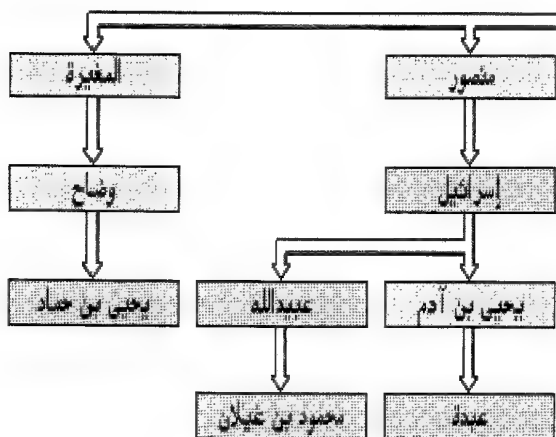 منصور
المغيرة
إسرائيل
وضاح
يحيى بن آدم
عبيدالله
يحيى بن حماد
عبدة
محمود بن غيلان